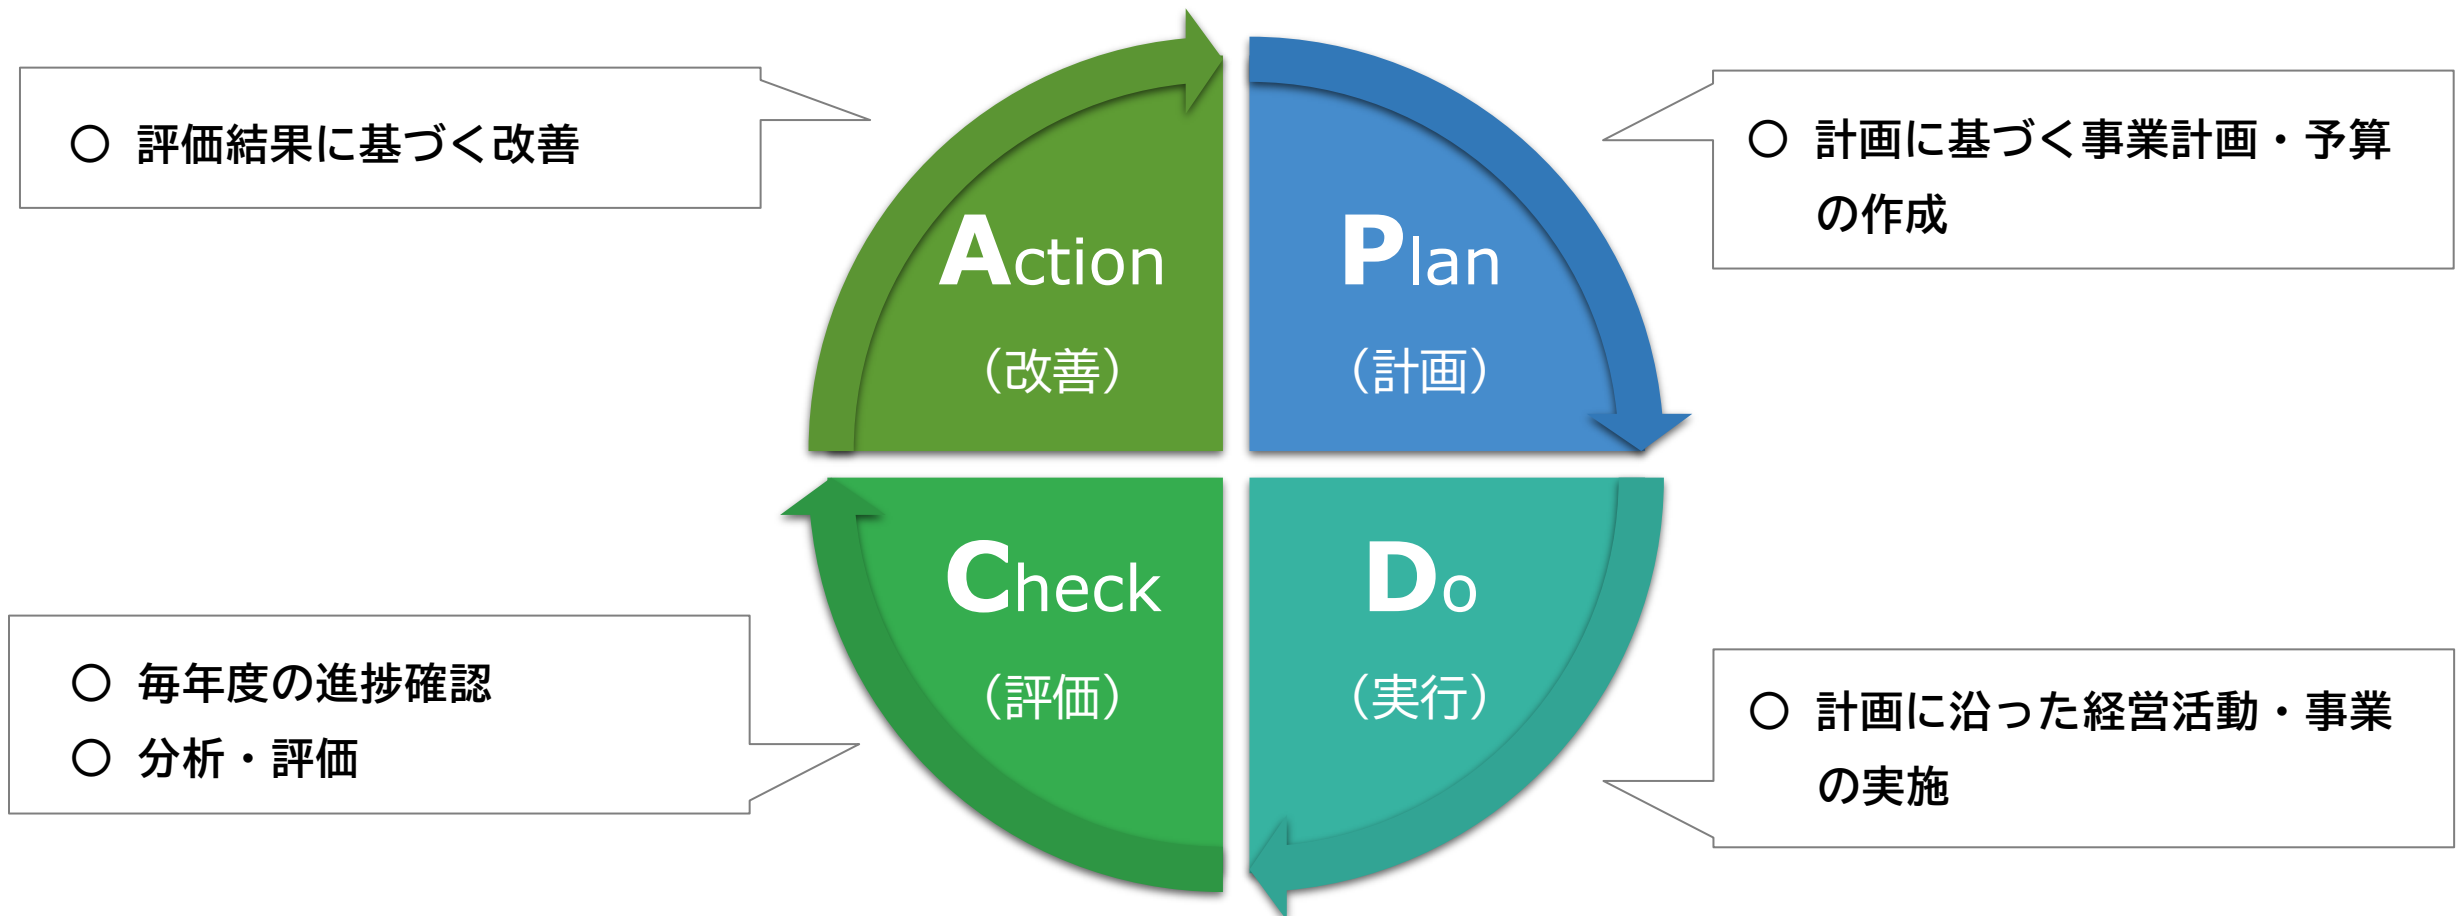 ○ 評価結果に基づく改善
Action
（改善）
Plan
（計画）
○ 計画に基づく事業計画・予算
の作成
Check
（評価）
Do
（実行）
○ 毎年度の進捗確認
○ 分析・評価
○ 計画に沿った経営活動・事業
の実施